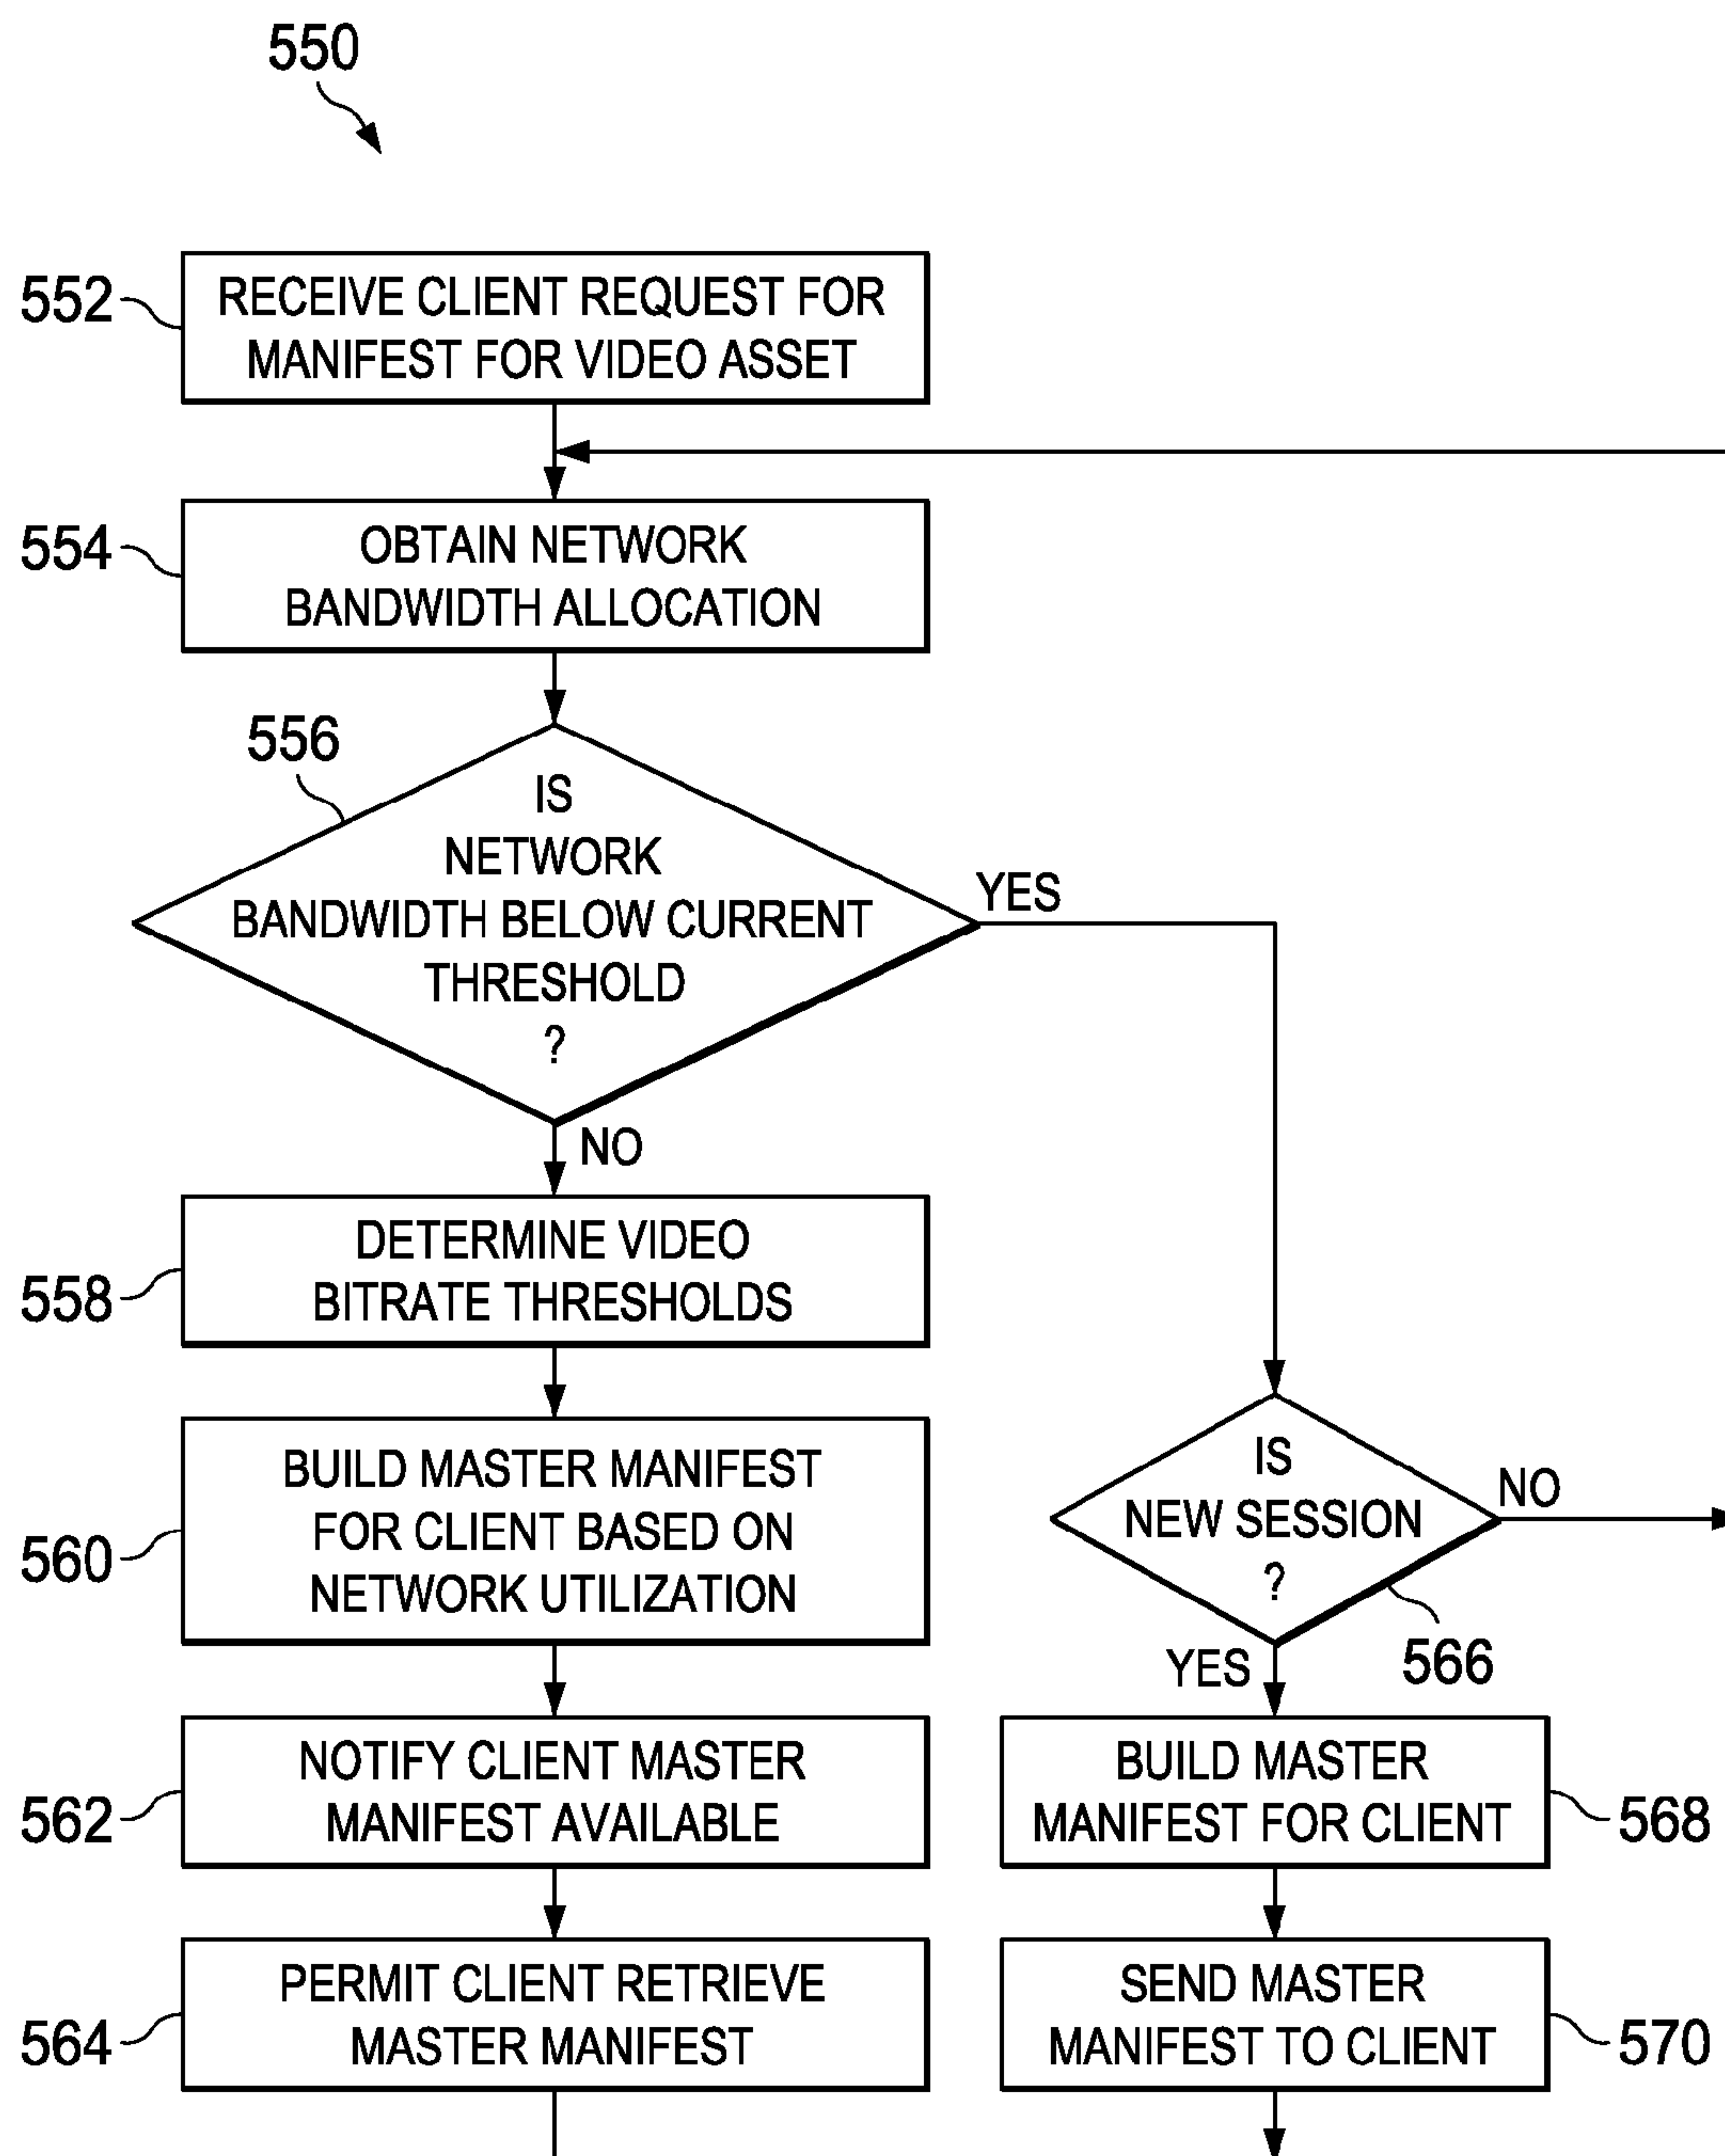 550
552
RECEIVE CLIENT REQUEST FOR
MANIFEST FOR VIDEO ASSET
554
OBTAIN NETWORK
BANDWIDTH ALLOCATION
556
IS
NETWORK
BANDWIDTH BELOW CURRENT
THRESHOLD
?
YES
NO
558
DETERMINE VIDEO
BITRATE THRESHOLDS
560
BUILD MASTER MANIFEST
FOR CLIENT BASED ON
NETWORK UTILIZATION
562
NOTIFY CLIENT MASTER
MANIFEST AVAILABLE
564
PERMIT CLIENT RETRIEVE
MASTER MANIFEST
IS
NEW SESSION
?
NO
YES
566
BUILD MASTER
MANIFEST FOR CLIENT
568
SEND MASTER
MANIFEST TO CLIENT
570